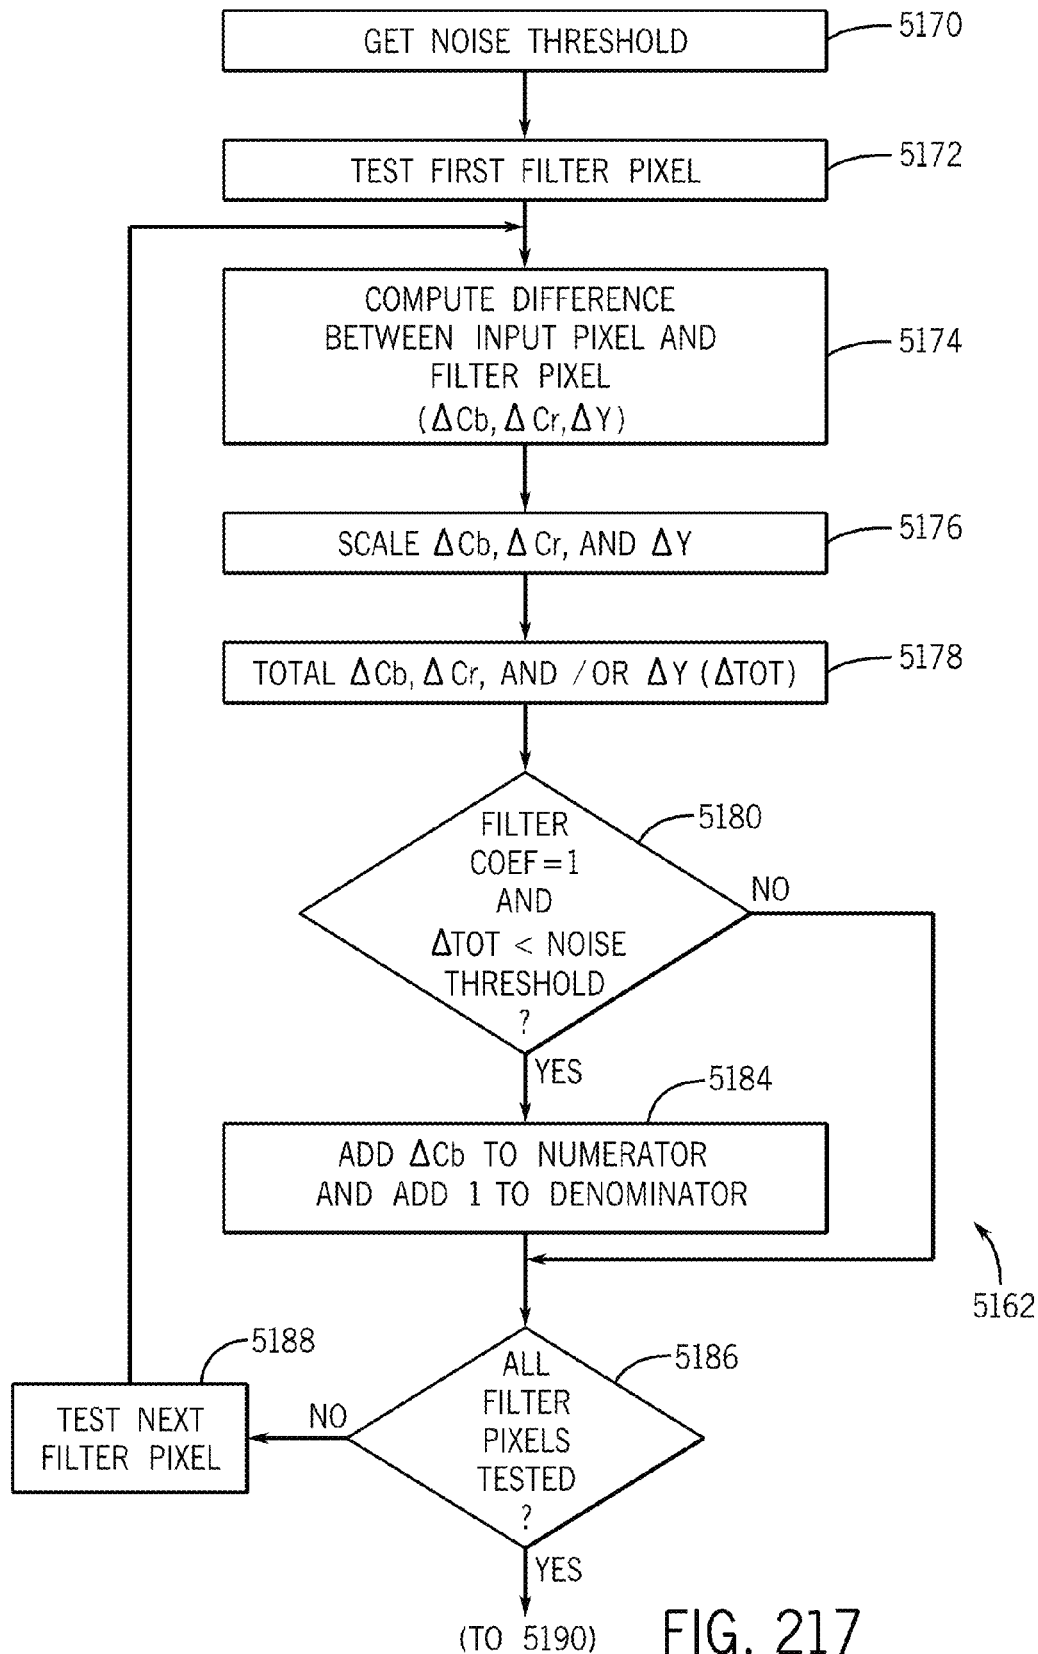 GET NOISE THRESHOLD
5170
TEST FIRST FILTER PIXEL
5172
COMPUTE DIFFERENCE
BETWEEN INPUT PIXEL AND
FILTER PIXEL
(ΔCb, ΔCr, ΔY)
5174
SCALE ΔCb, ΔCr, AND ΔY
5176
TOTAL ΔCb, ΔCr, AND / OR ΔY (ΔTOT)
5178
FILTER
COEF = 1
AND
ΔTOT < NOISE
THRESHOLD
?
5180
NO
YES
5184
ADD ΔCb TO NUMERATOR
AND ADD 1 TO DENOMINATOR
5162
5188
TEST NEXT
FILTER PIXEL
NO
ALL
FILTER
PIXELS
TESTED
?
5186
YES
(TO 5190)
FIG. 217